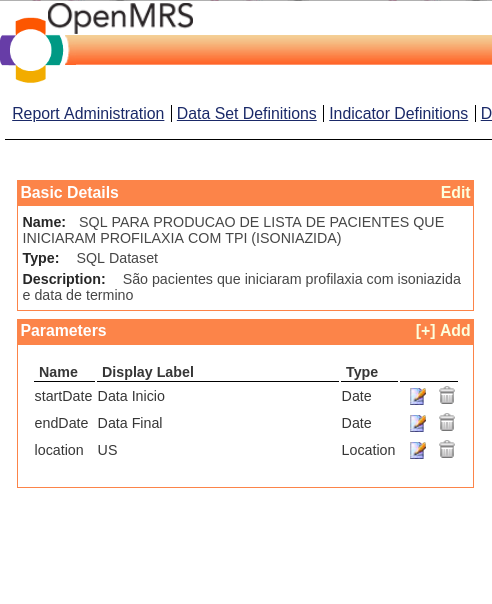 OpenMRS
Report Administration | Data Set Definitions | Indicator Definitions | D
Basic Details Edit
Name: SQL PARA PRODUCAO DE LISTA DE PACIENTES QUE
INICIARAM PROFILAXIA COM TPI (ISONIAZIDA)
Type: SQL Dataset
Description: São pacientes que iniciaram profilaxia com isoniazida
e data de termino
Parameters [+] Add
Name Display Label Type
startDate Data Inicio Date
endDate Data Final Date
location US Location